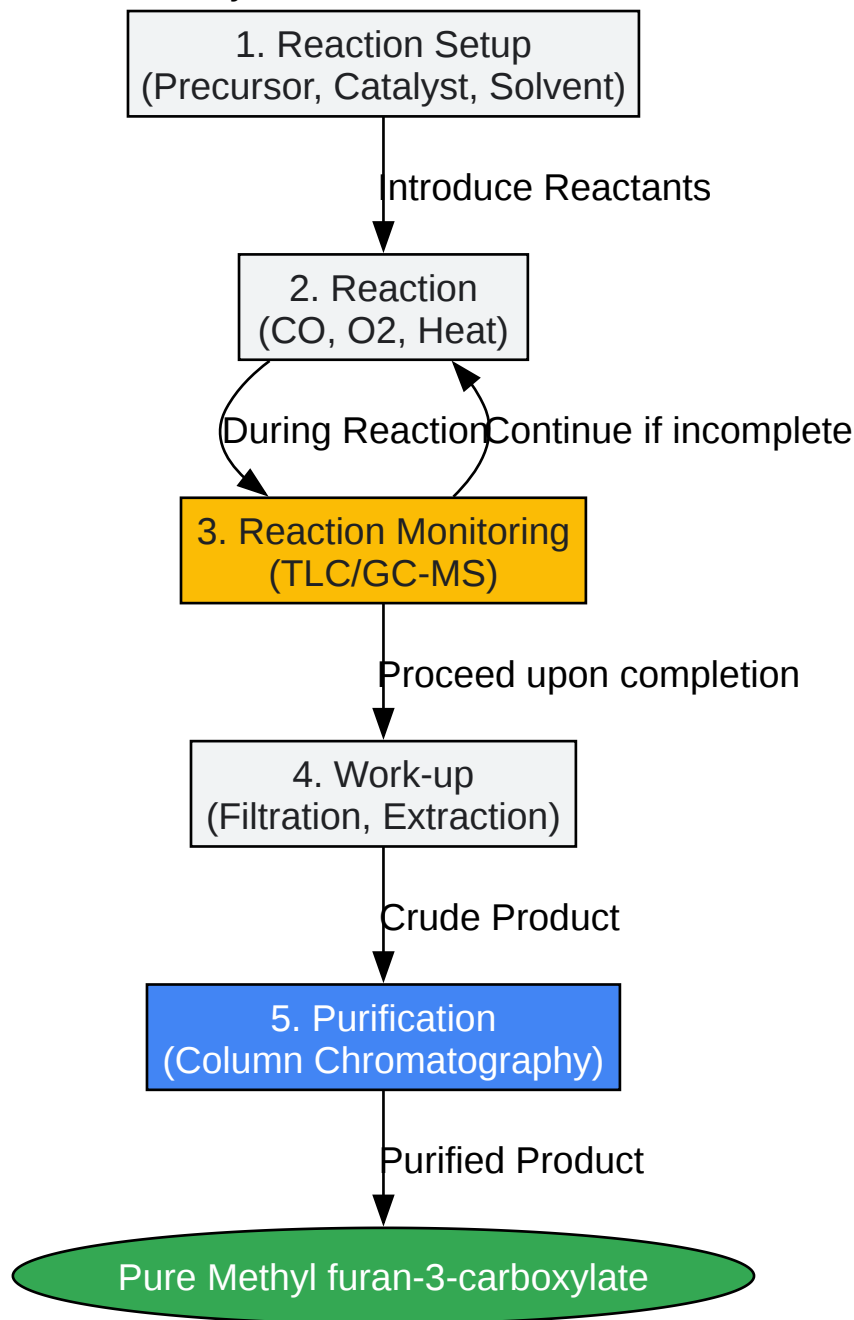 1. Reaction Setup
(Precursor, Catalyst, Solvent)
Introduce Reactants
2. Reaction
(CO, O2, Heat)
During Reaction
Continue if incomplete
3. Reaction Monitoring
(TLC/GC-MS)
Proceed upon completion
4. Work-up
(Filtration, Extraction)
Crude Product
5. Purification
(Column Chromatography)
Purified Product
Pure Methyl furan-3-carboxylate